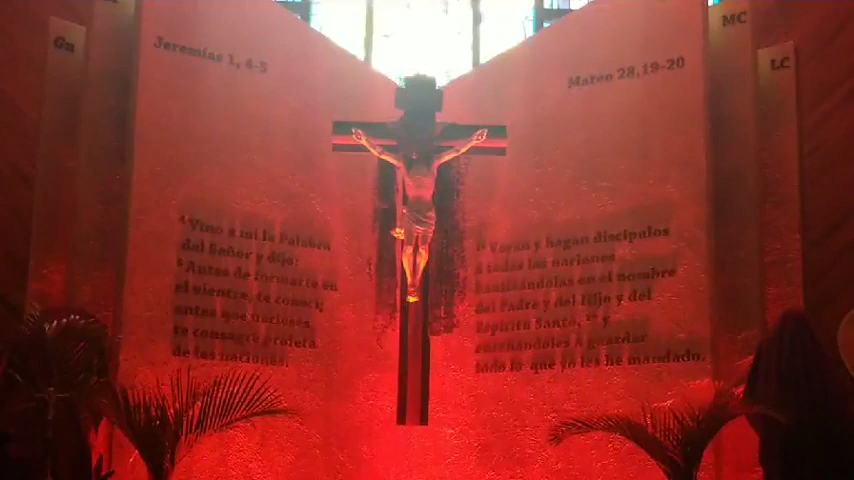 Gn
Jeremías 1, 4-5
4 Vino a mi la Palabra
del Señor y dijo:
5 Antes de formarte en
el vientre, te conocí,
antes que nacieras
te consagré, profeta
de las naciones te
Mateo 28,19-20
MC
LC
19 Vayan y hagan discípulos
a todas las naciones,
bautizándolas en el nombre
del Padre y del Hijo y del
Espíritu Santo,
enseñándoles a guardar
todo lo que yo les he mandado